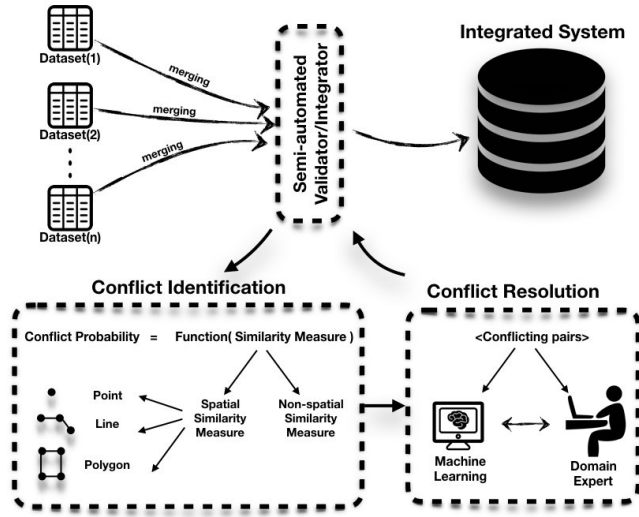 Integrated System
Dataset(1)
merging
Dataset(2)
merging
merging
Dataset(n)
Semi-automated
Validator/Integrator
Conflict Identification
Conflict Probability = Function( Similarity Measure )
Point
Line
Polygon
Spatial
Similarity
Measure
Non-spatial
Similarity
Measure
Conflict Resolution
<Conflicting pairs>
Machine
Learning
Domain
Expert